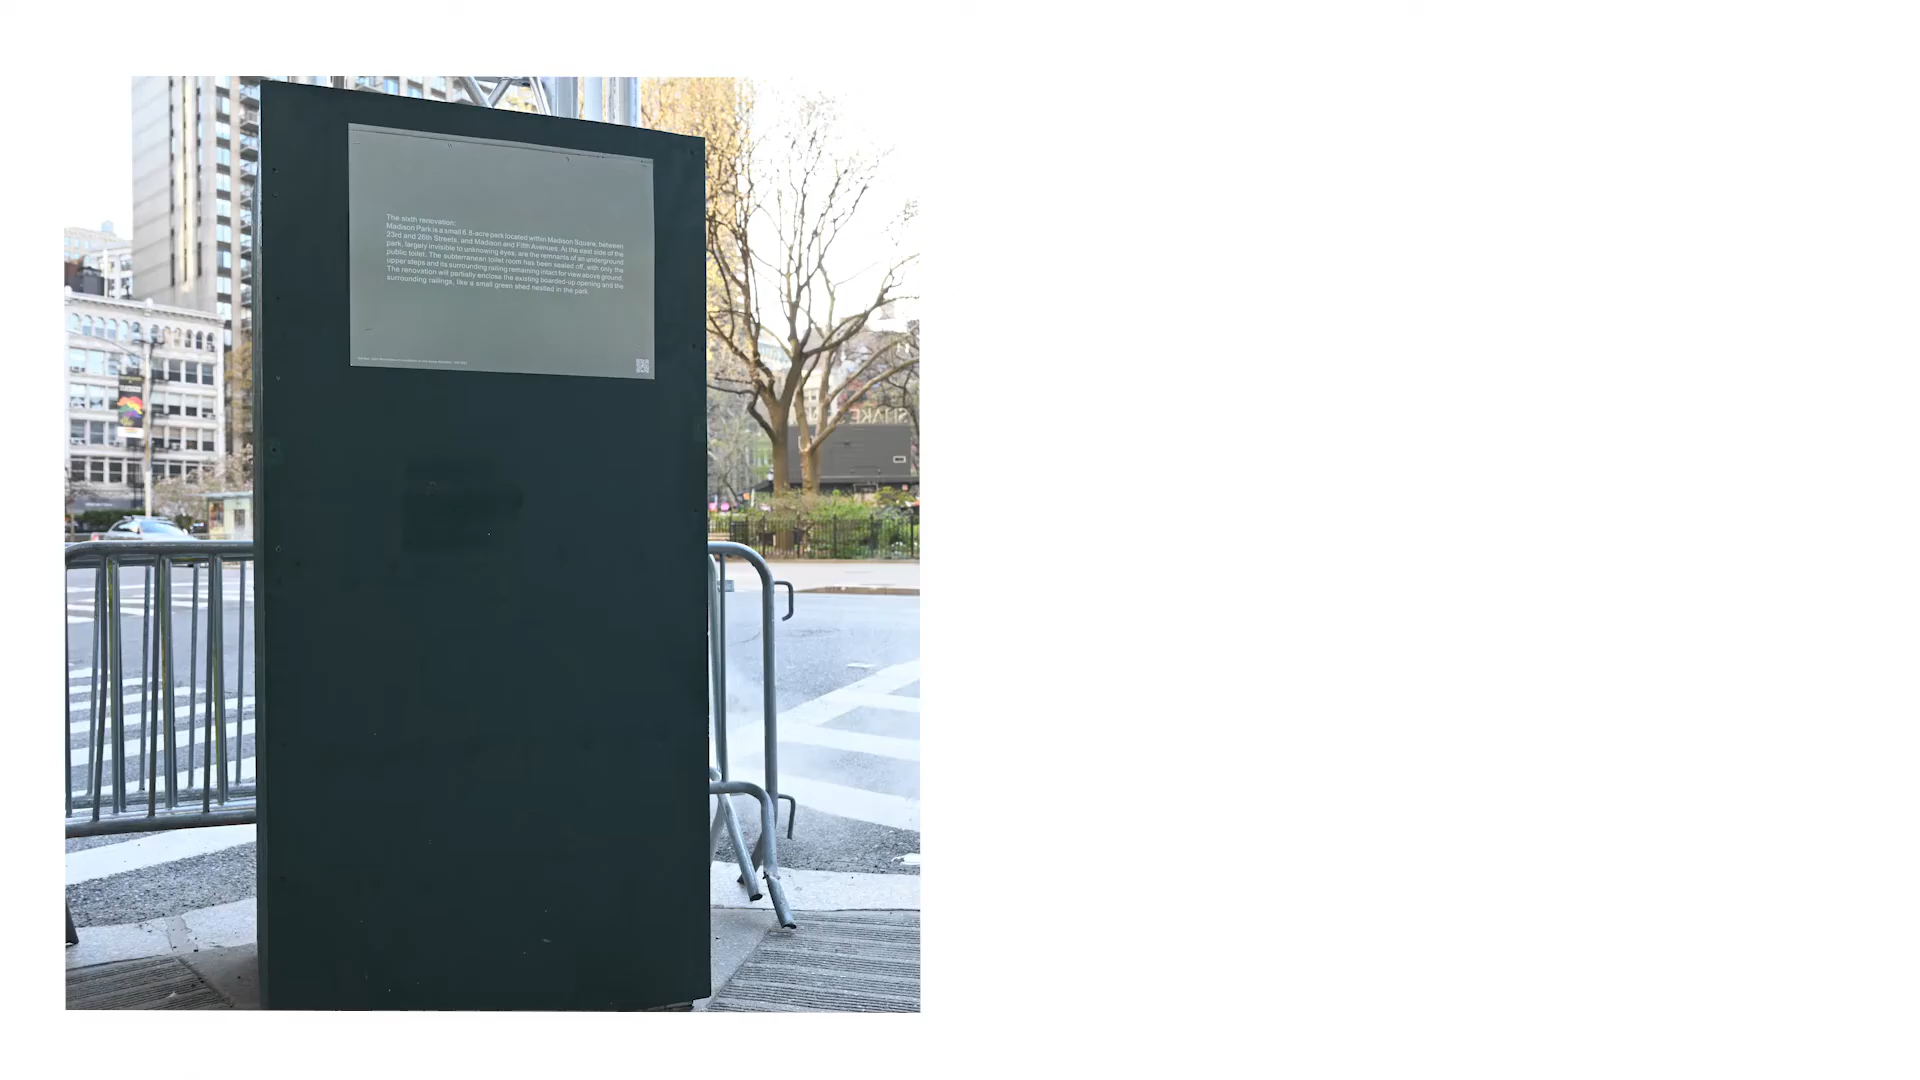 The sixth renovation:
Madison Park is a small 6.8-acre park located within Madison Square, between
23rd and 26th Streets, and Madison and Fifth Avenues. At the east side of the
park, largely invisible to unknowing eyes, are the remnants of an underground
public toilet. The subterranean toilet room has been sealed off, with only the
upper steps and its surrounding railing remaining intact for view above ground.
The renovation will partially enclose the existing boarded-up opening and the
surrounding railings, like a small green shed nestled in the park.
SHAKE